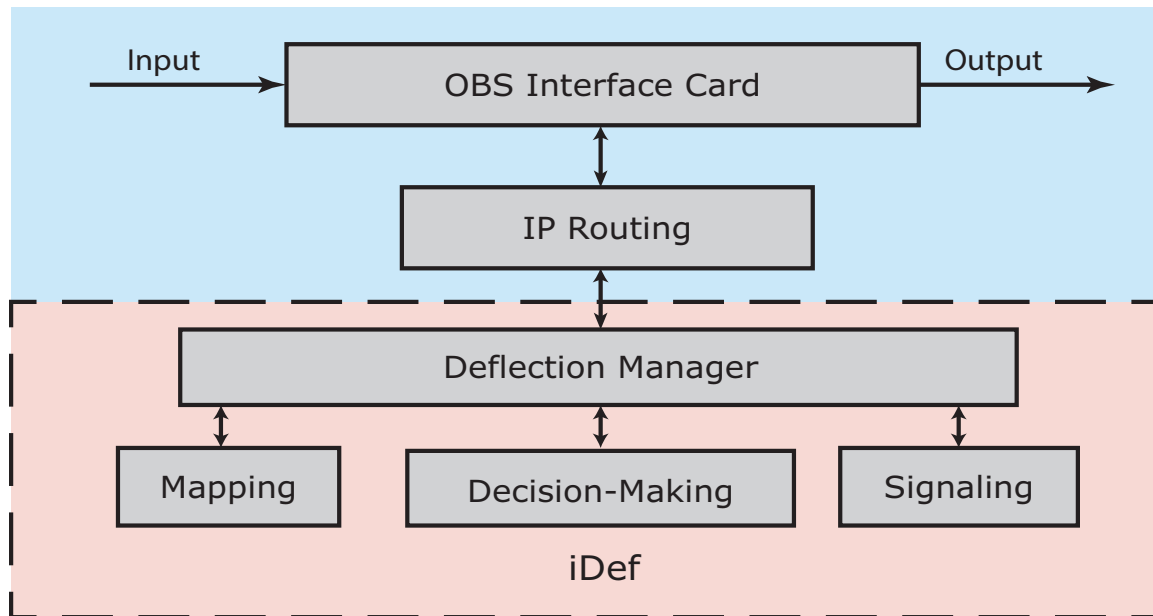 Input
OBS Interface Card
Output
IP Routing
Deflection Manager
Mapping
Decision-Making
Signaling
iDef